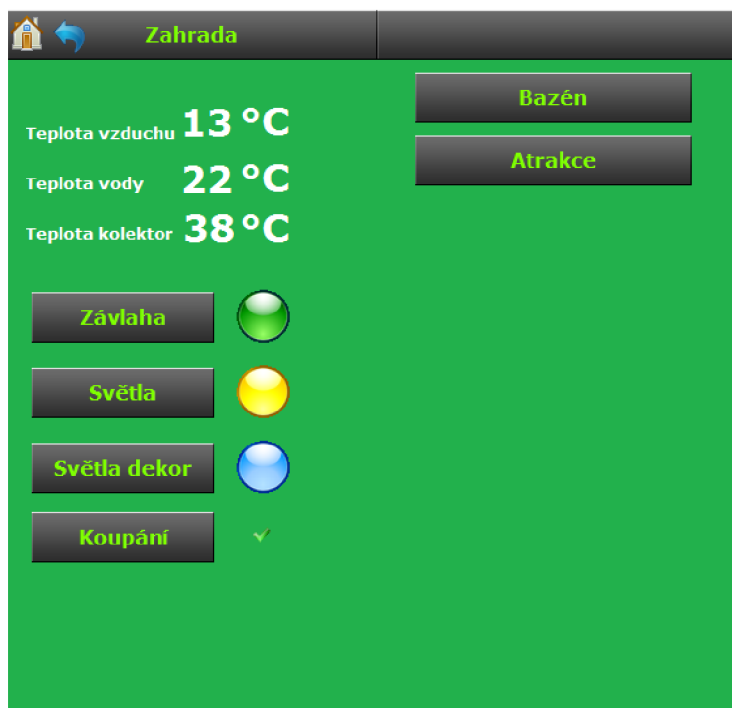 Zahrada
Teplota vzduchu 13 °C
Teplota vody 22 °C
Teplota kolektor 38 °C
Závlaha
Světla
Světla dekor
Koupání
Bazén
Atrakce